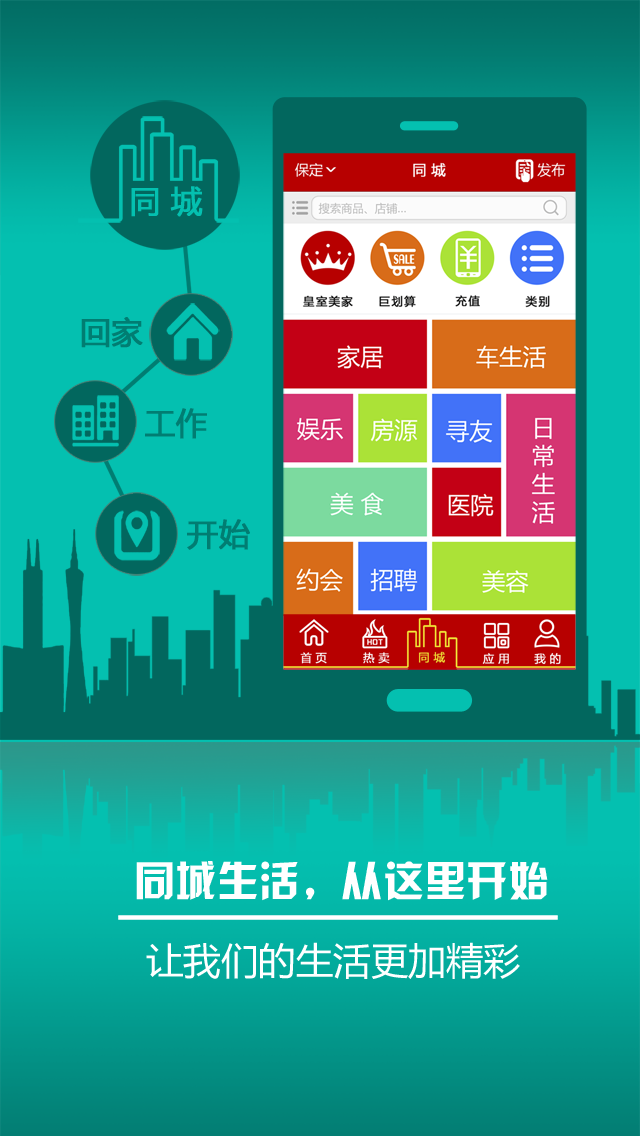 同城
回家
工作
开始
保定 同城 发布
搜索商品、店铺...
SALE
皇室美家 巨划算 充值 类别
家居 车生活
娱乐 房源 寻友 日常生活
美食 医院
约会 招聘 美容
HOT
首页 热卖 同城 应用 我的
同城生活，从这里开始
让我们的生活更加精彩